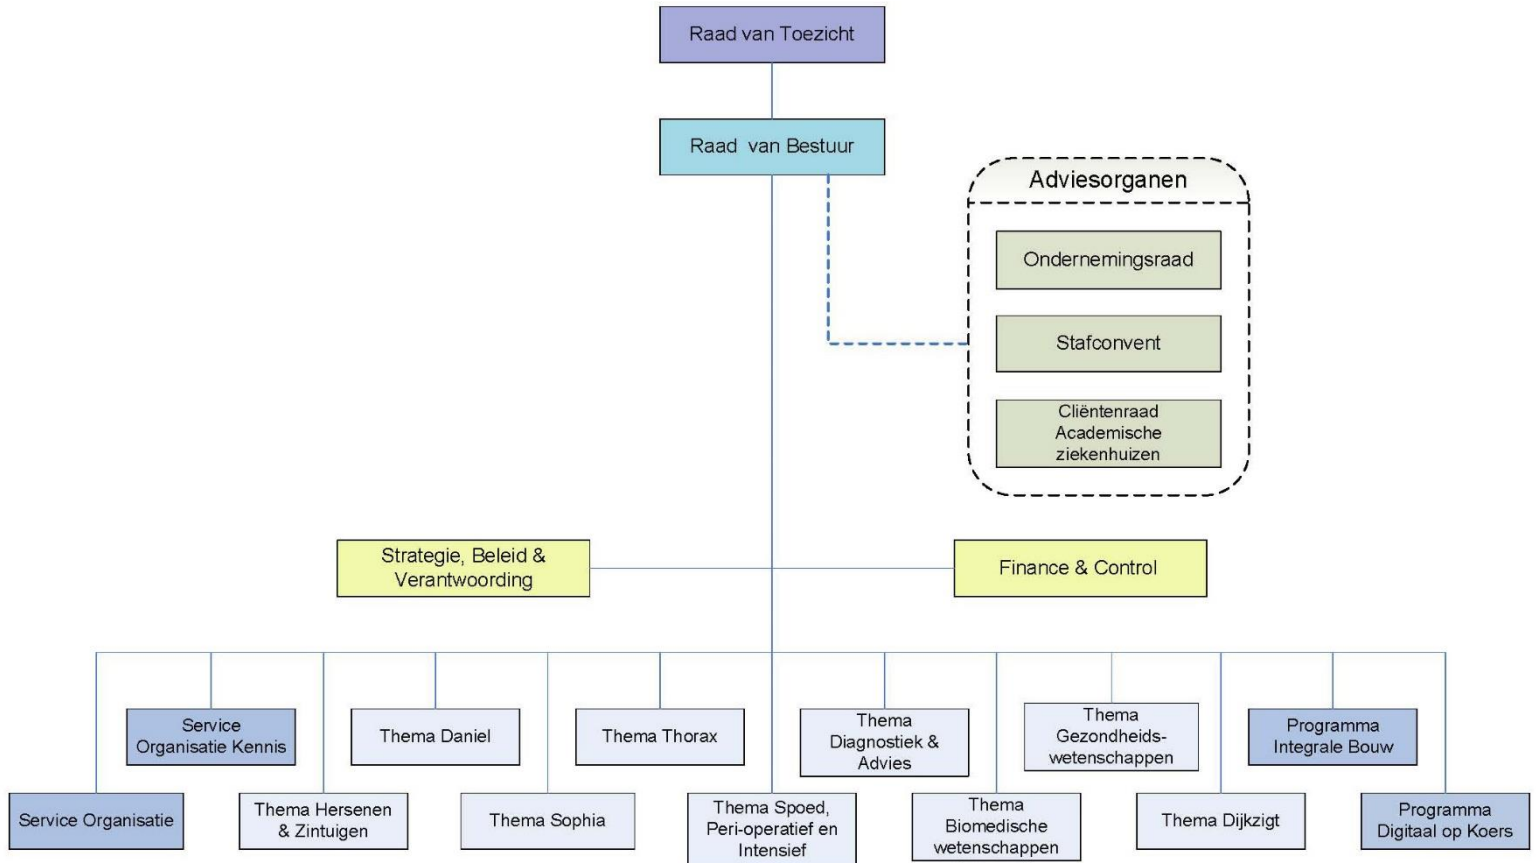 Raad van Toezicht
Raad van Bestuur
Adviesorganen
Ondernemingsraad
Stafconvent
Cliëntenraad
Academische
ziekenhuizen
Strategie, Beleid &
Verantwoording
Finance & Control
Service
Organisatie Kennis
Thema Daniel
Thema Thorax
Thema
Diagnostiek &
Advies
Thema
Gezondheids-
wetenschappen
Programma
Integrale Bouw
Service Organisatie
Thema Hersenen
& Zintuigen
Thema Sophia
Thema Spoed,
Peri-operatief en
Intensief
Thema
Biomedische
wetenschappen
Thema Dijkzigt
Programma
Digitaal op Koers